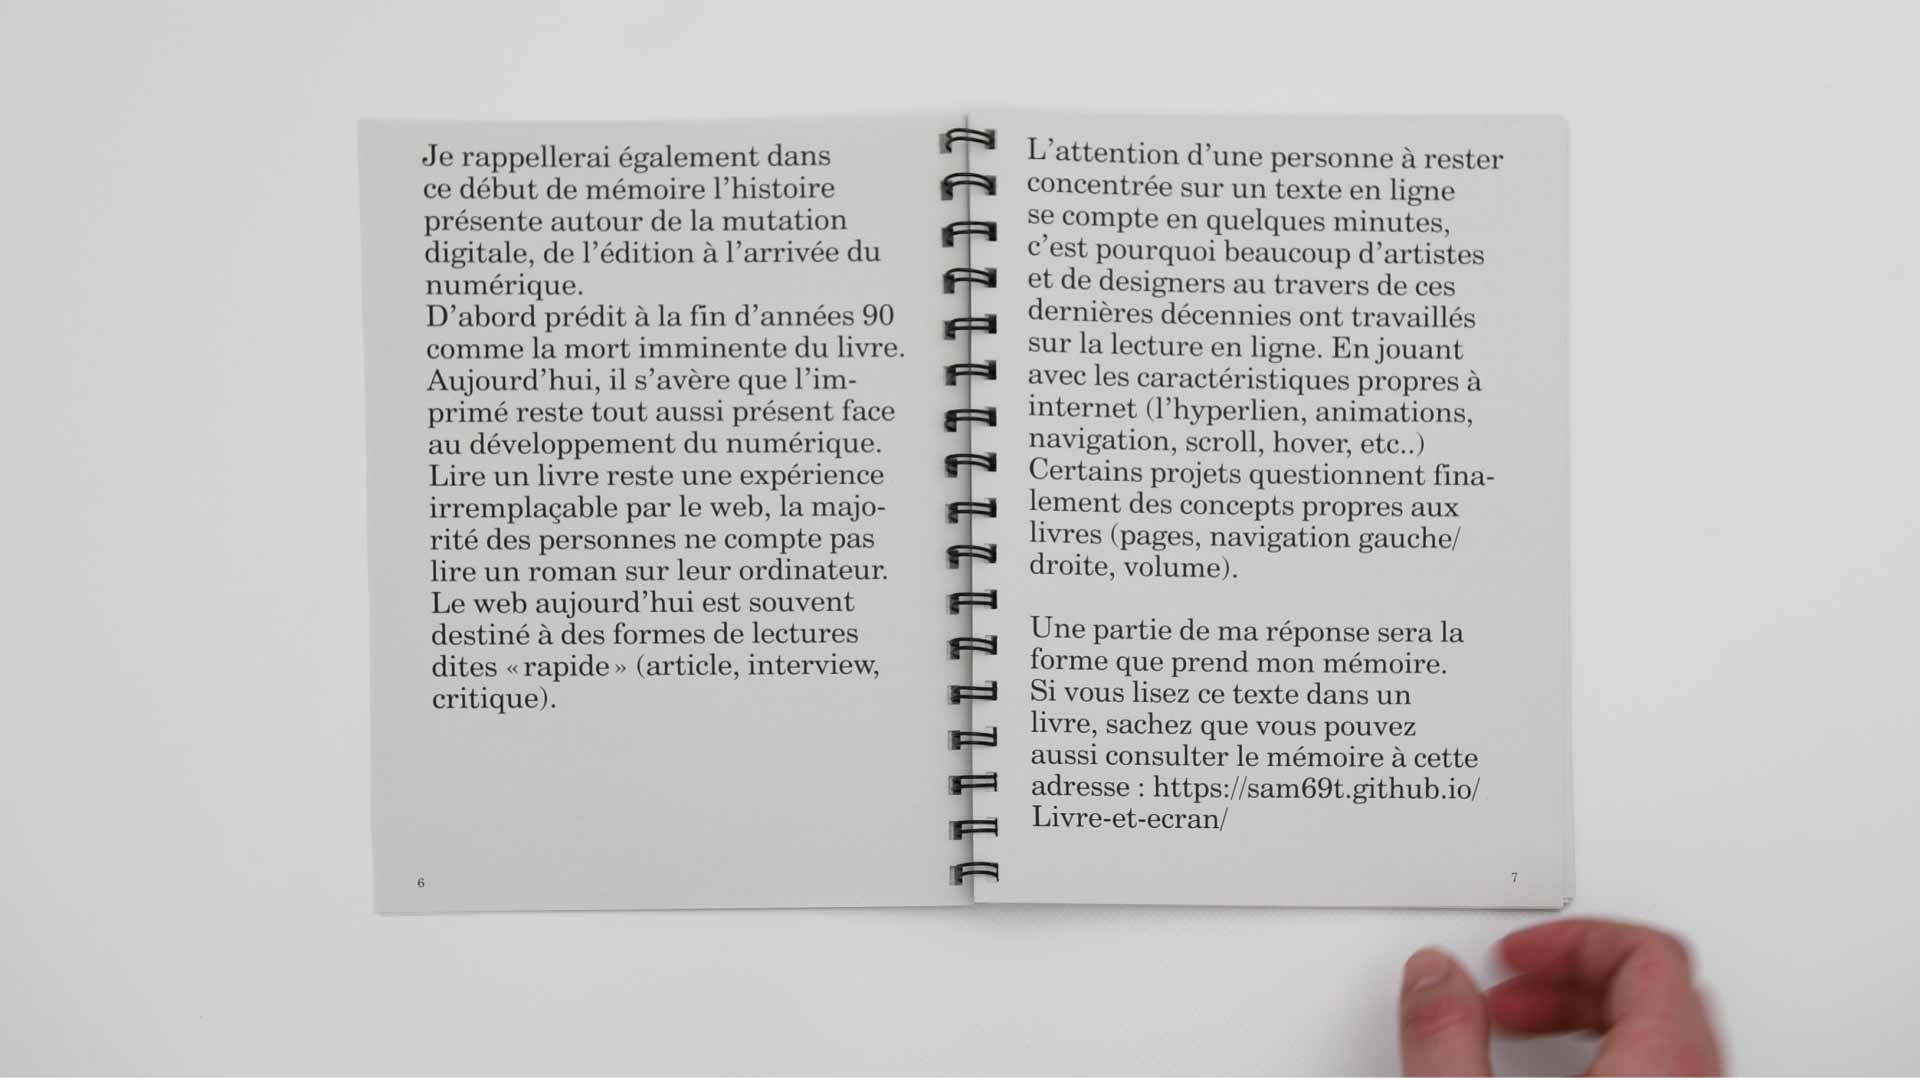 Je rappellerai également dans
ce début de mémoire l’histoire
présente autour de la mutation
digitale, de l’édition à l’arrivée du
numérique.
D’abord prédit à la fin d’années 90
comme la mort imminente du livre.
Aujourd’hui, il s’avère que l’im-
primé reste tout aussi présent face
au développement du numérique.
Lire un livre reste une expérience
irremplaçable par le web, la majo-
rité des personnes ne compte pas
lire un roman sur leur ordinateur.
Le web aujourd’hui est souvent
destiné à des formes de lectures
dites « rapide » (article, interview,
critique).
6
L’attention d’une personne à rester
concentrée sur un texte en ligne
se compte en quelques minutes,
c’est pourquoi beaucoup d’artistes
et de designers au travers de ces
dernières décennies ont travaillés
sur la lecture en ligne. En jouant
avec les caractéristiques propres à
internet (l’hyperlien, animations,
navigation, scroll, hover, etc..)
Certains projets questionnent fina-
lement des concepts propres aux
livres (pages, navigation gauche/
droite, volume).
Une partie de ma réponse sera la
forme que prend mon mémoire.
Si vous lisez ce texte dans un
livre, sachez que vous pouvez
aussi consulter le mémoire à cette
adresse : https://sam69t.github.io/
Livre-et-ecran/
7